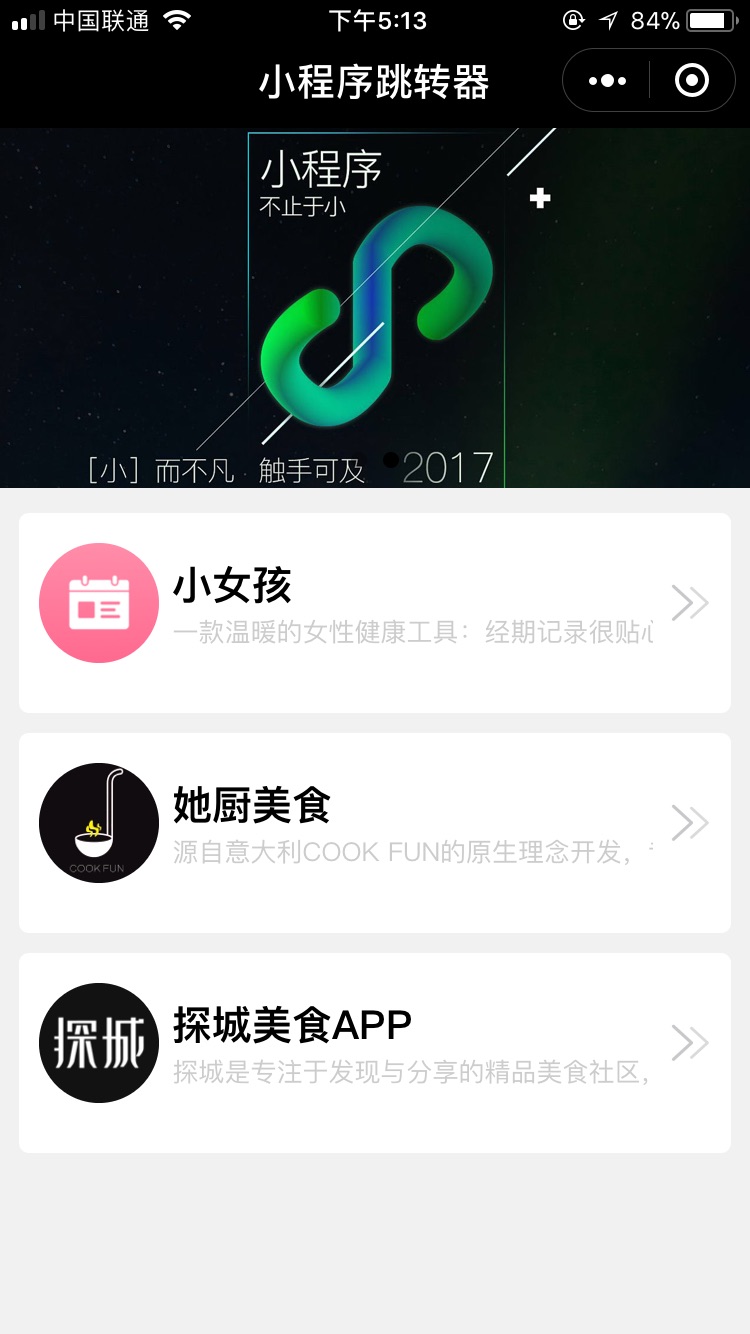 中国联通
下午5:13
84%
小程序跳转器
小程序
不止于小
［小］而不凡 · 触手可及
2017
小女孩
一款温暖的女性健康工具：经期记录很贴心
她厨美食
COOK FUN
源自意大利COOK FUN的原生理念开发，
探城
探城美食APP
探城是专注于发现与分享的精品美食社区，